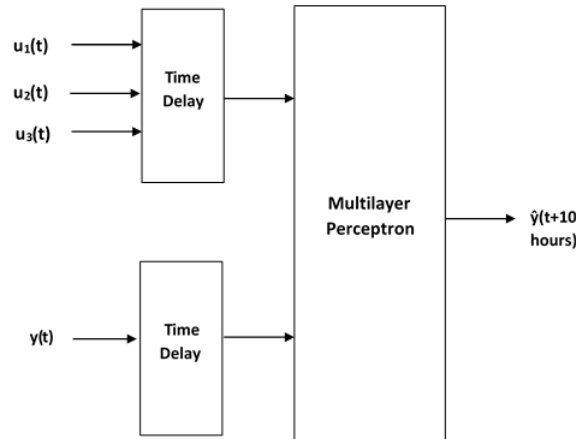 u₁(t)
u₂(t)
u₃(t)
Time
Delay
Multilayer
Perceptron
ŷ(t+10
hours)
y(t)
Time
Delay